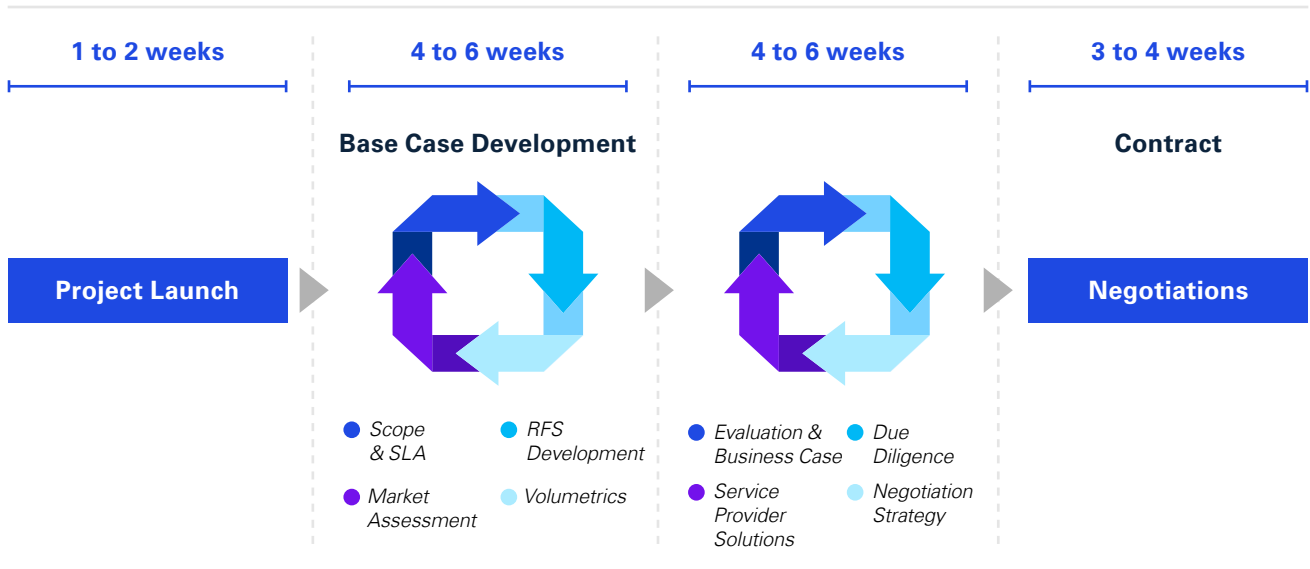 1 to 2 weeks
4 to 6 weeks
4 to 6 weeks
3 to 4 weeks
Base Case Development
Contract
Project Launch
Negotiations
Scope
& SLA
RFS
Development
Market
Assessment
Volumetrics
Evaluation &
Business Case
Due
Diligence
Service
Provider
Solutions
Negotiation
Strategy